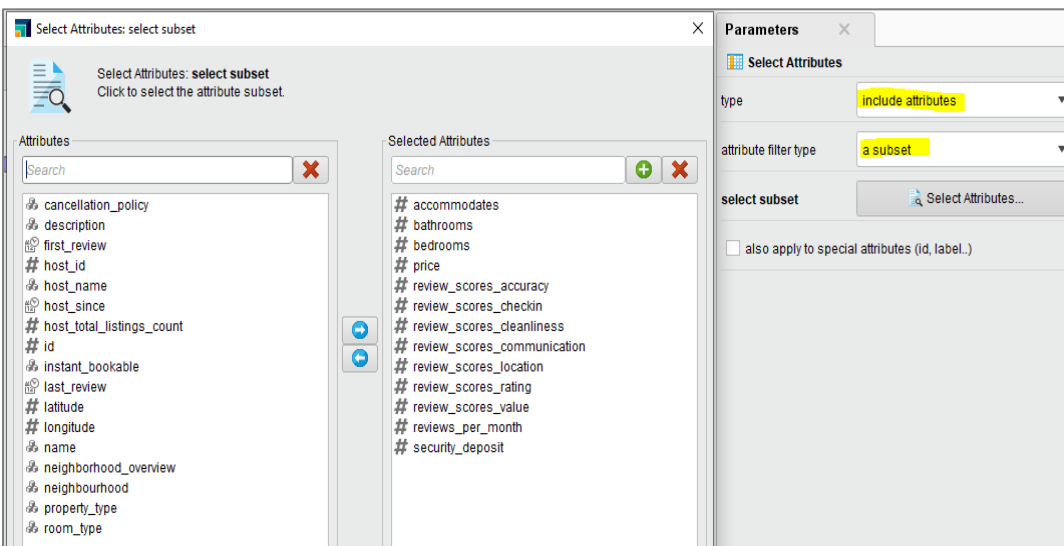 Select Attributes: select subset
Select Attributes: select subset
Click to select the attribute subset.
Attributes
Search
cancellation_policy
description
first_review
host_id
host_name
host_since
host_total_listings_count
id
instant_bookable
last_review
latitude
longitude
name
neighborhood_overview
neighbourhood
property_type
room_type
Selected Attributes
Search
accommodates
bathrooms
bedrooms
price
review_scores_accuracy
review_scores_checkin
review_scores_cleanliness
review_scores_communication
review_scores_location
review_scores_rating
review_scores_value
reviews_per_month
security_deposit
Parameters
Select Attributes
type include attributes
attribute filter type a subset
select subset Select Attributes...
also apply to special attributes (id, label..)